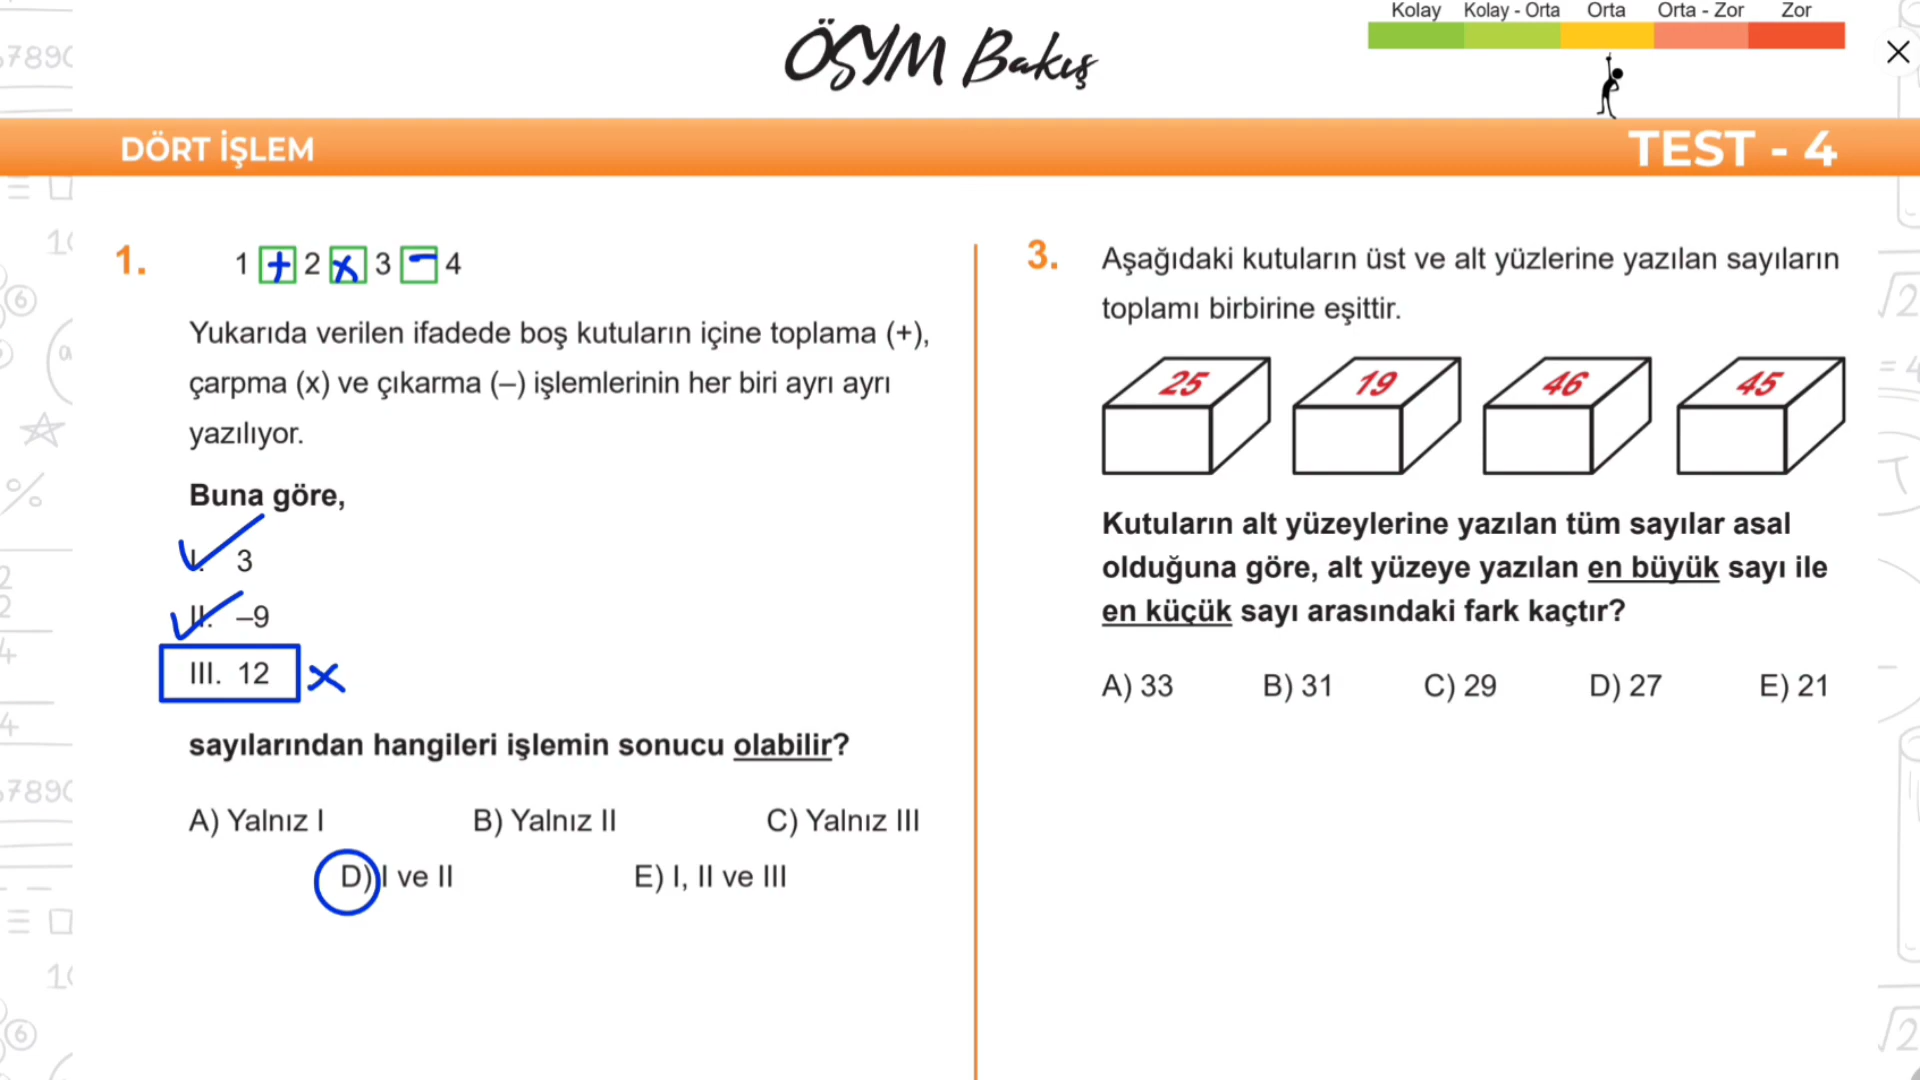 Kolay Kolay - Orta Orta Orta - Zor Zor
ÖSYM Bakış
DÖRT İŞLEM
TEST - 4
1. 1 + 2 x 3 - 4
Yukarıda verilen ifadede boş kutuların içine toplama (+),
çarpma (x) ve çıkarma (–) işlemlerinin her biri ayrı ayrı
yazılıyor.
Buna göre,
I. 3
II. –9
III. 12
sayılarından hangileri işlemin sonucu olabilir?
A) Yalnız I B) Yalnız II C) Yalnız III
D) I ve II E) I, II ve III
3. Aşağıdaki kutuların üst ve alt yüzlerine yazılan sayıların
toplamı birbirine eşittir.
25 19 46 45
Kutuların alt yüzeylerine yazılan tüm sayılar asal
olduğuna göre, alt yüzeye yazılan en büyük sayı ile
en küçük sayı arasındaki fark kaçtır?
A) 33 B) 31 C) 29 D) 27 E) 21